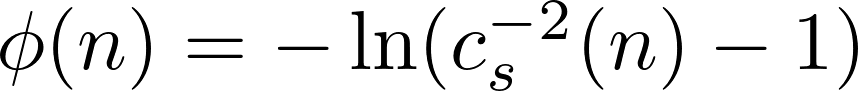 ϕ(n) = − ln(c_s^{−2}(n) − 1)